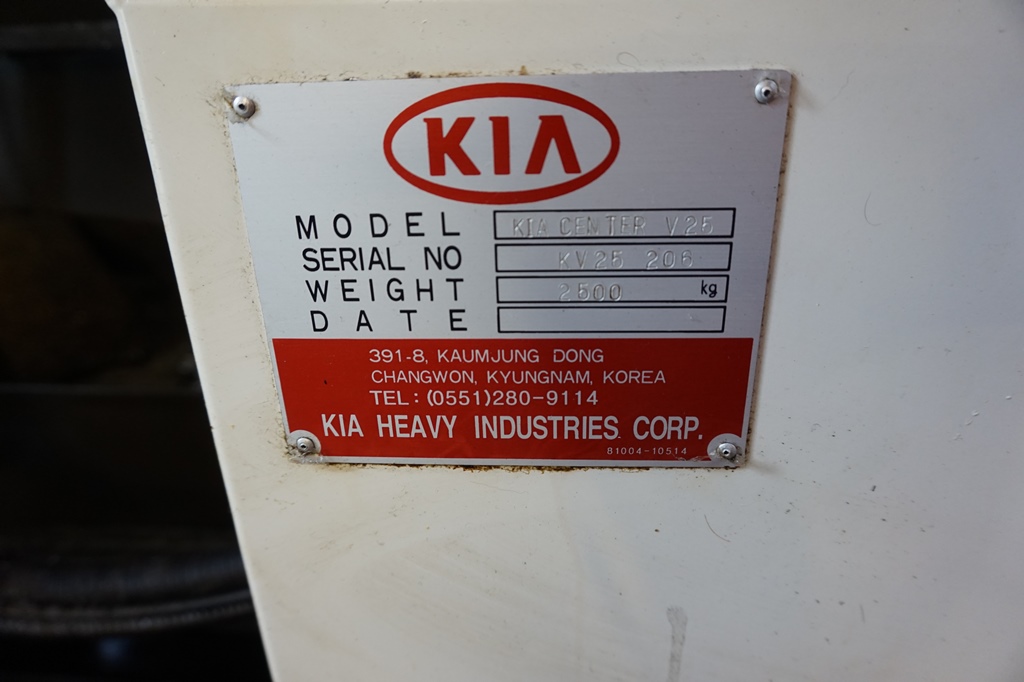 KIA
MODEL KIA CENTER V25
SERIAL NO KV25 206
WEIGHT 2500 kg
DATE
391-8, KAUMJUNG DONG
CHANGWON, KYUNGNAM, KOREA
TEL : (0551)280-9114
KIA HEAVY INDUSTRIES. CORP.
81004-10514